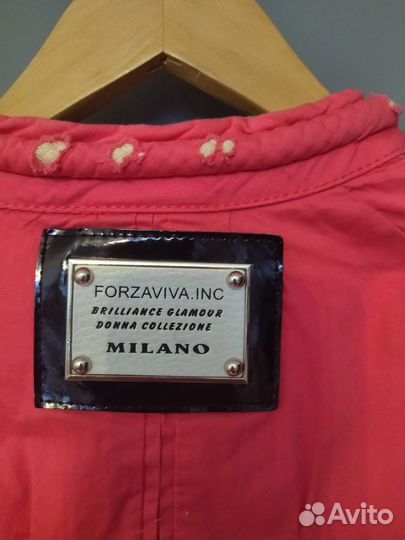 FORZAVIVA.INC
BRILLIANCE GLAMOUR
DONNA COLLEZIONE
MILANO
Avito